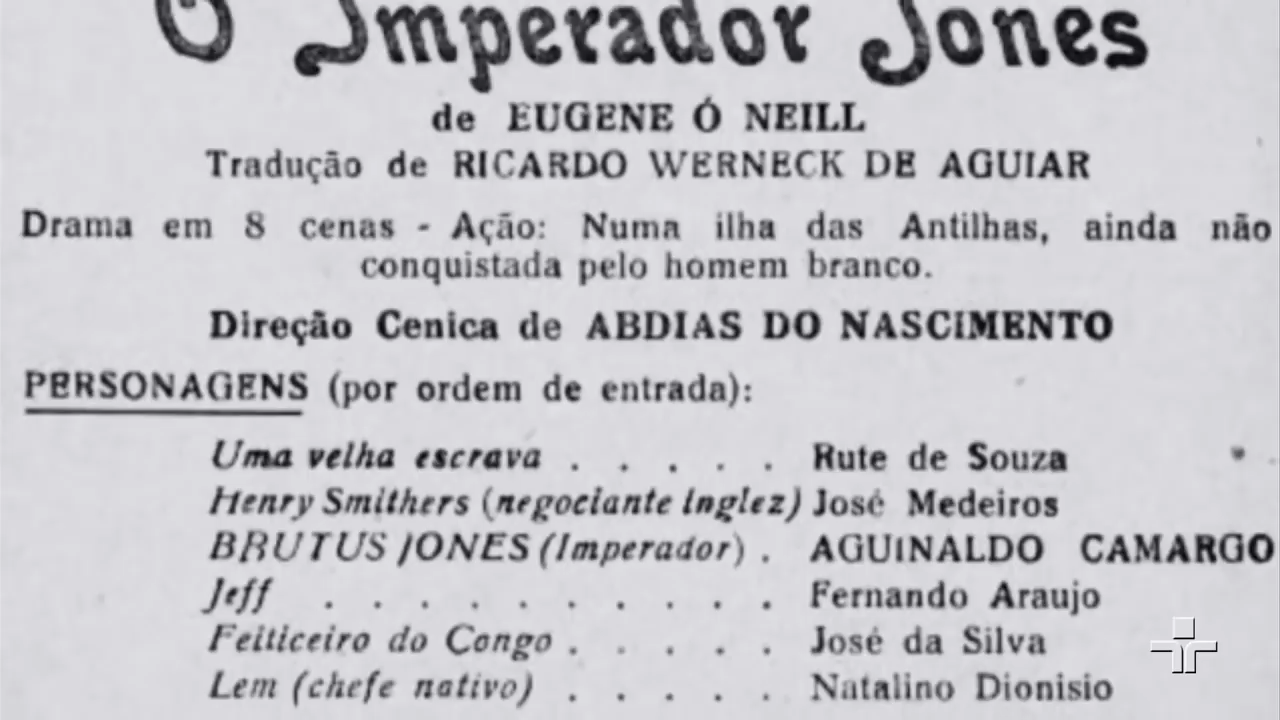 O Imperador Jones
de EUGENE Ó NEILL
Tradução de RICARDO WERNECK DE AGUIAR
Drama em 8 cenas - Ação: Numa ilha das Antilhas, ainda não
conquistada pelo homem branco.
Direção Cenica de ABDIAS DO NASCIMENTO
PERSONAGENS (por ordem de entrada):
Uma velha escrava . . . . . Rute de Souza
Henry Smithers (negociante inglez) José Medeiros
BRUTUS JONES (Imperador) . AGUINALDO CAMARGO
Jeff . . . . . . . . . . Fernando Araujo
Feiticeiro do Congo . . . . . José da Silva
Lem (chefe nativo) . . . . . Natalino Dionisio